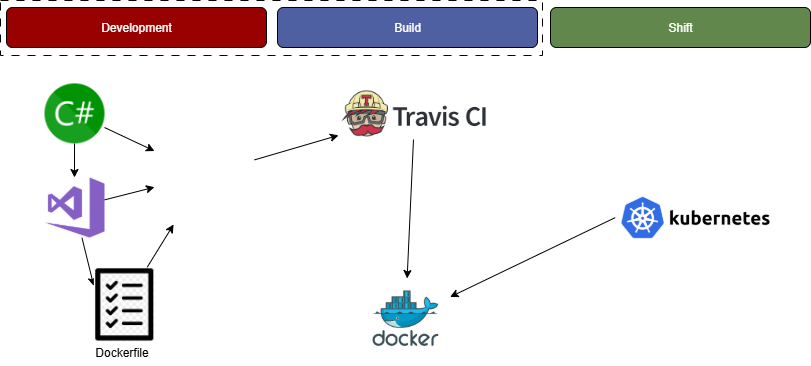 Development
Build
Shift
C#
T
Travis CI
kubernetes
docker
Dockerfile